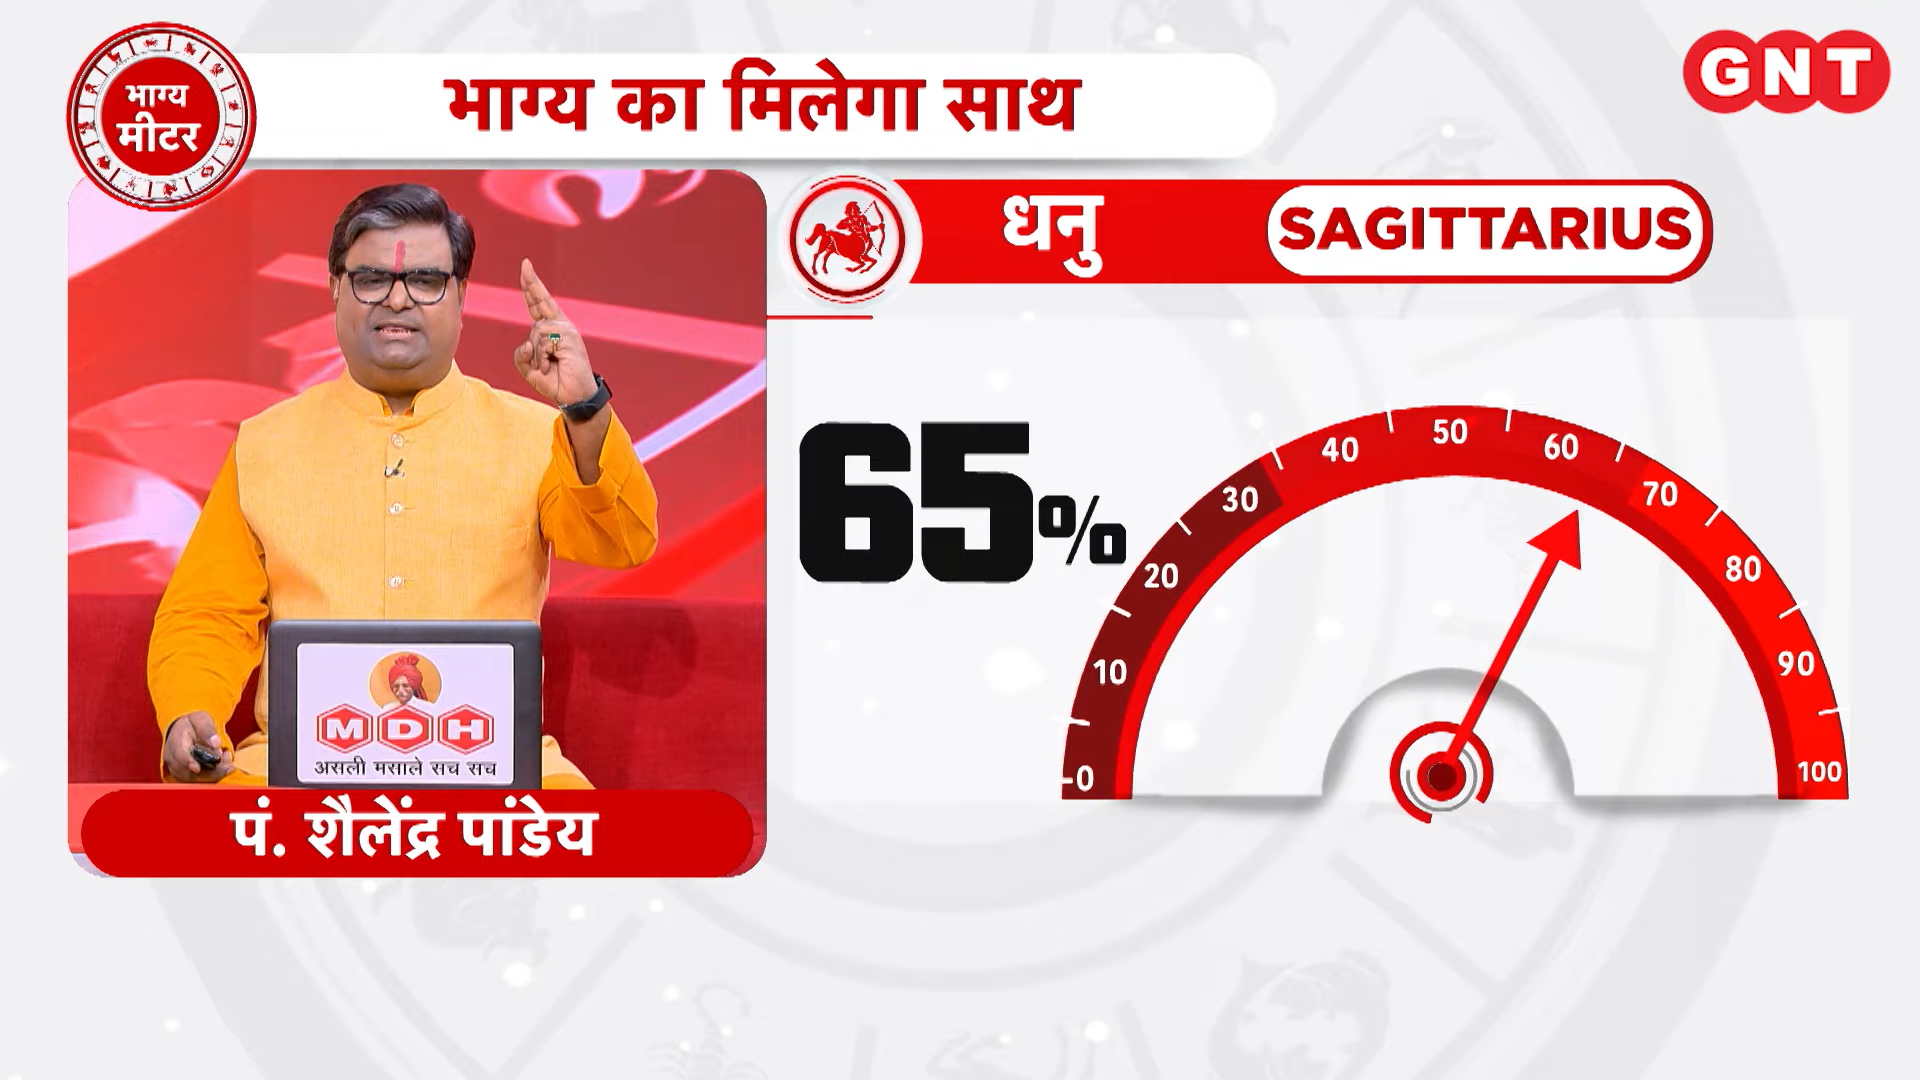 भाग्य
मीटर
भाग्य का मिलेगा साथ
GNT
धनु
SAGITTARIUS
65%
0
10
20
30
40
50
60
70
80
90
100
MDH
असली मसाले सच सच
पं. शैलेंद्र पांडेय